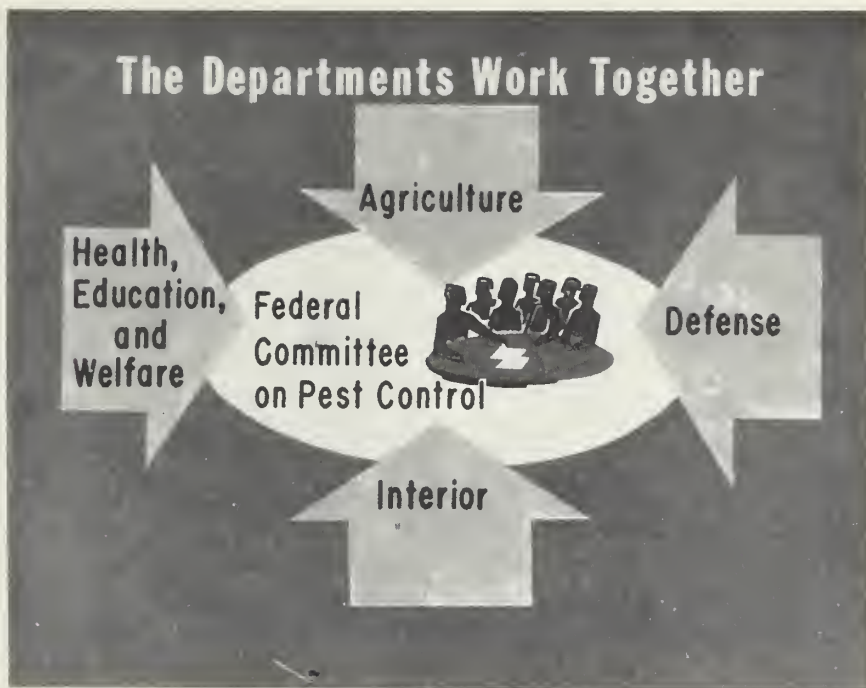 The Departments Work Together
Agriculture
Health,
Education,
and
Welfare
Federal
Committee
on Pest Control
Defense
Interior